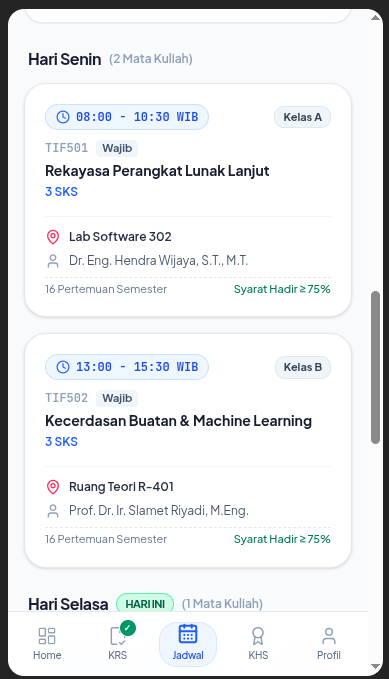 Hari Senin (2 Mata Kuliah)
08:00 - 10:30 WIB Kelas A
TIF501 Wajib
Rekayasa Perangkat Lunak Lanjut
3 SKS
Lab Software 302
Dr. Eng. Hendra Wijaya, S.T., M.T.
16 Pertemuan Semester Syarat Hadir ≥ 75%
13:00 - 15:30 WIB Kelas B
TIF502 Wajib
Kecerdasan Buatan & Machine Learning
3 SKS
Ruang Teori R-401
Prof. Dr. Ir. Slamet Riyadi, M.Eng.
16 Pertemuan Semester Syarat Hadir ≥ 75%
Hari Selasa HARI INI (1 Mata Kuliah)
Home KRS Jadwal KHS Profil